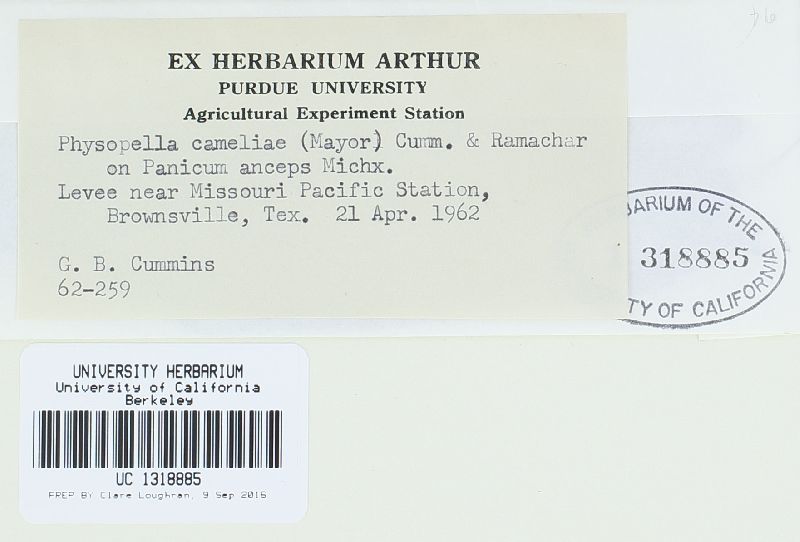 EX HERBARIUM ARTHUR
PURDUE UNIVERSITY
Agricultural Experiment Station
Physopella cameliae (Mayor) Cumm. & Ramachar
on Panicum anceps Michx.
Levee near Missouri Pacific Station,
Brownsville, Tex. 21 Apr. 1962
G. B. Cummins
62-259
BARIUM OF THE
318885
TY OF CALIFORNIA
UNIVERSITY HERBARIUM
University of California
Berkeley
UC 1318885
PREP BY Clare Loughran, 9 Sep 2016